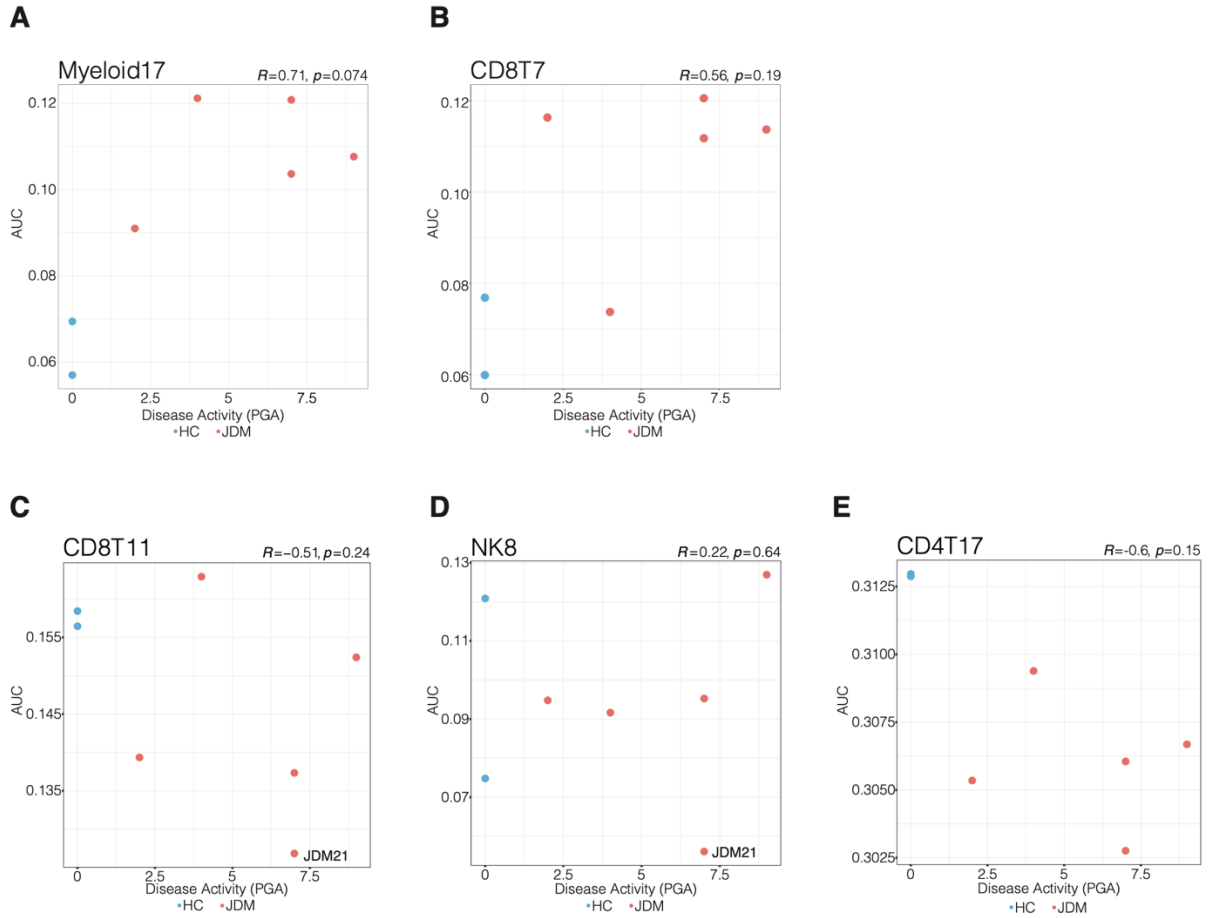 A
Myeloid17
R=0.71, p=0.074
AUC
0.12
0.10
0.08
0.06
0 2.5 5 7.5
Disease Activity (PGA)
HC JDM
B
CD8T7
R=0.56, p=0.19
AUC
0.12
0.10
0.08
0.06
0 2.5 5 7.5
Disease Activity (PGA)
HC JDM
C
CD8T11
R=−0.51, p=0.24
AUC
0.155
0.145
0.135
JDM21
0 2.5 5 7.5
Disease Activity (PGA)
HC JDM
D
NK8
R=0.22, p=0.64
AUC
0.13
0.11
0.09
0.07
JDM21
0 2.5 5 7.5
Disease Activity (PGA)
HC JDM
E
CD4T17
R=-0.6, p=0.15
AUC
0.3125
0.3100
0.3075
0.3050
0.3025
0 2.5 5 7.5
Disease Activity (PGA)
HC JDM